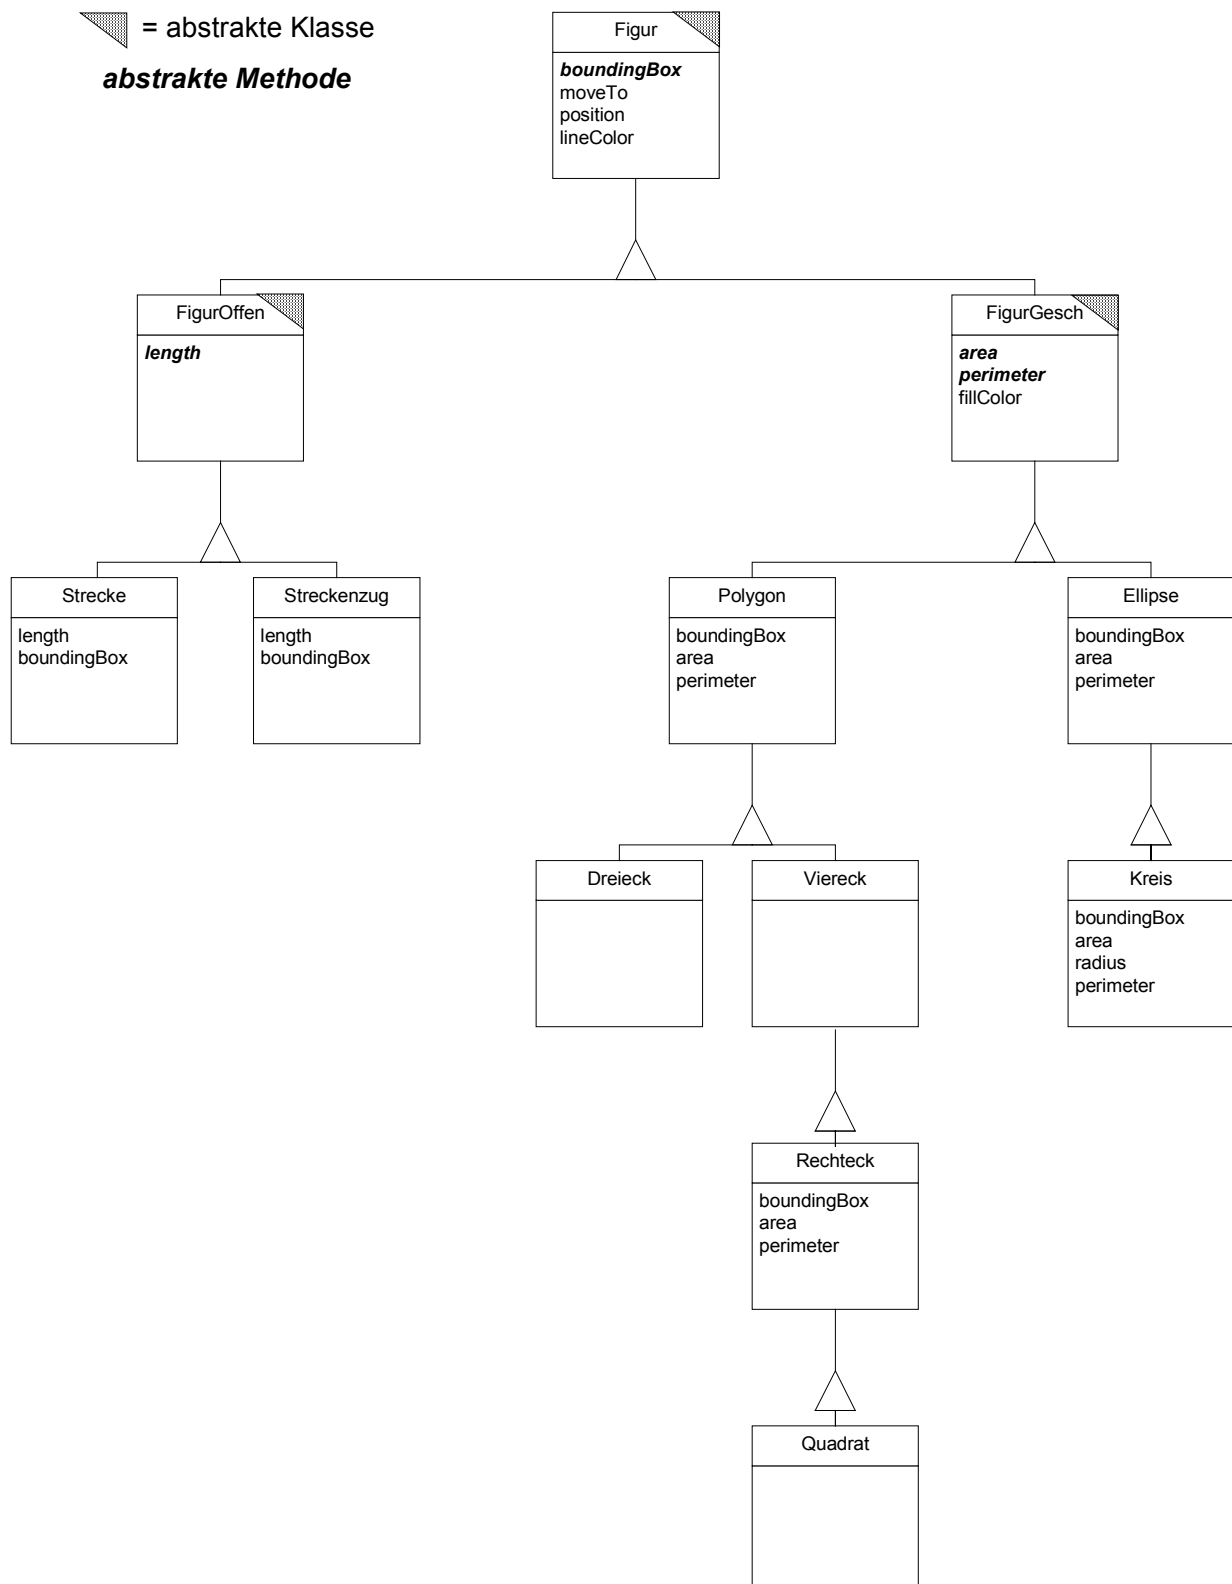 = abstrakte Klasse
abstrakte Methode
Figur
boundingBox
moveTo
position
lineColor
FigurOffen
length
FigurGesch
area
perimeter
fillColor
Strecke
length
boundingBox
Streckenzug
length
boundingBox
Polygon
boundingBox
area
perimeter
Ellipse
boundingBox
area
perimeter
Dreieck
Viereck
Kreis
boundingBox
area
radius
perimeter
Rechteck
boundingBox
area
perimeter
Quadrat